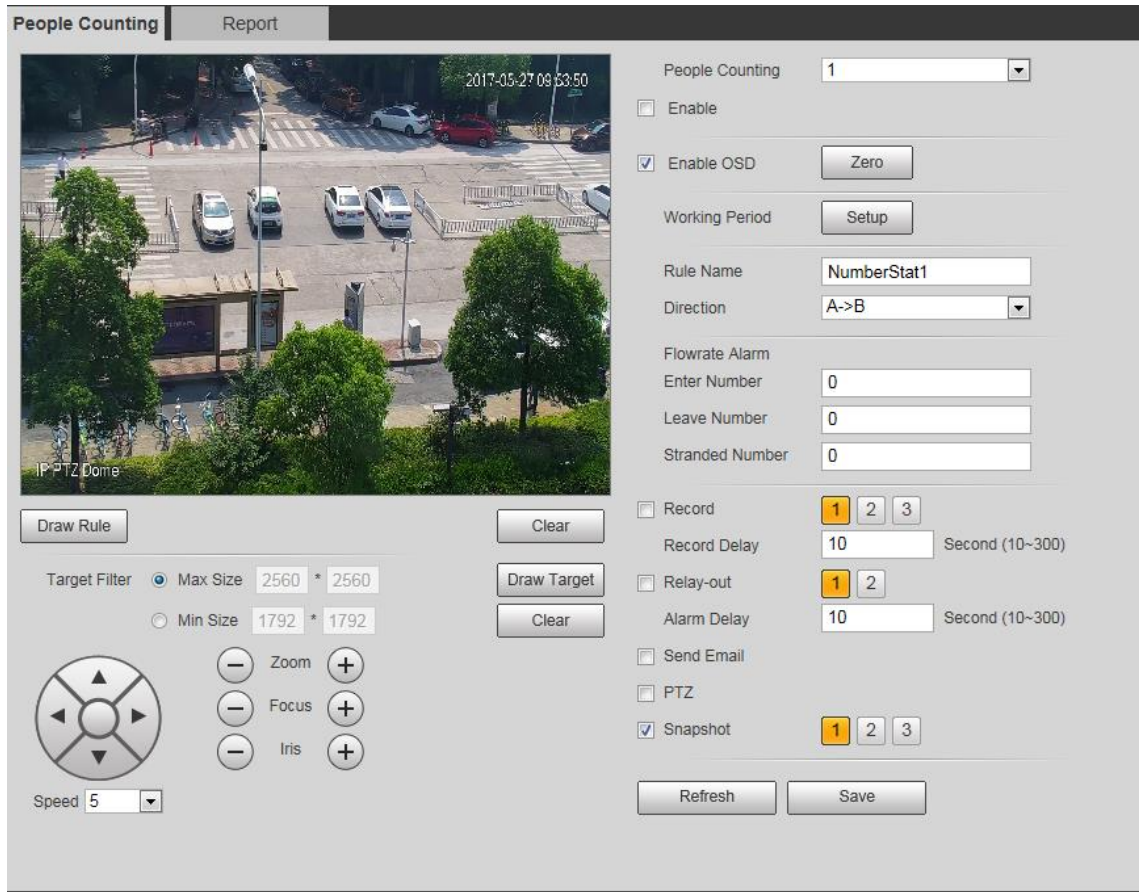 People Counting
Report
2017-05-27 09:53:50
IP PTZ Dome
Draw Rule
Clear
Target Filter Max Size 2560 * 2560
Draw Target
Min Size 1792 * 1792
Clear
Zoom
Focus
Iris
Speed 5
People Counting 1
Enable
Enable OSD Zero
Working Period Setup
Rule Name NumberStat1
Direction A->B
Flowrate Alarm
Enter Number 0
Leave Number 0
Stranded Number 0
Record 1 2 3
Record Delay 10 Second (10~300)
Relay-out 1 2
Alarm Delay 10 Second (10~300)
Send Email
PTZ
Snapshot 1 2 3
Refresh Save